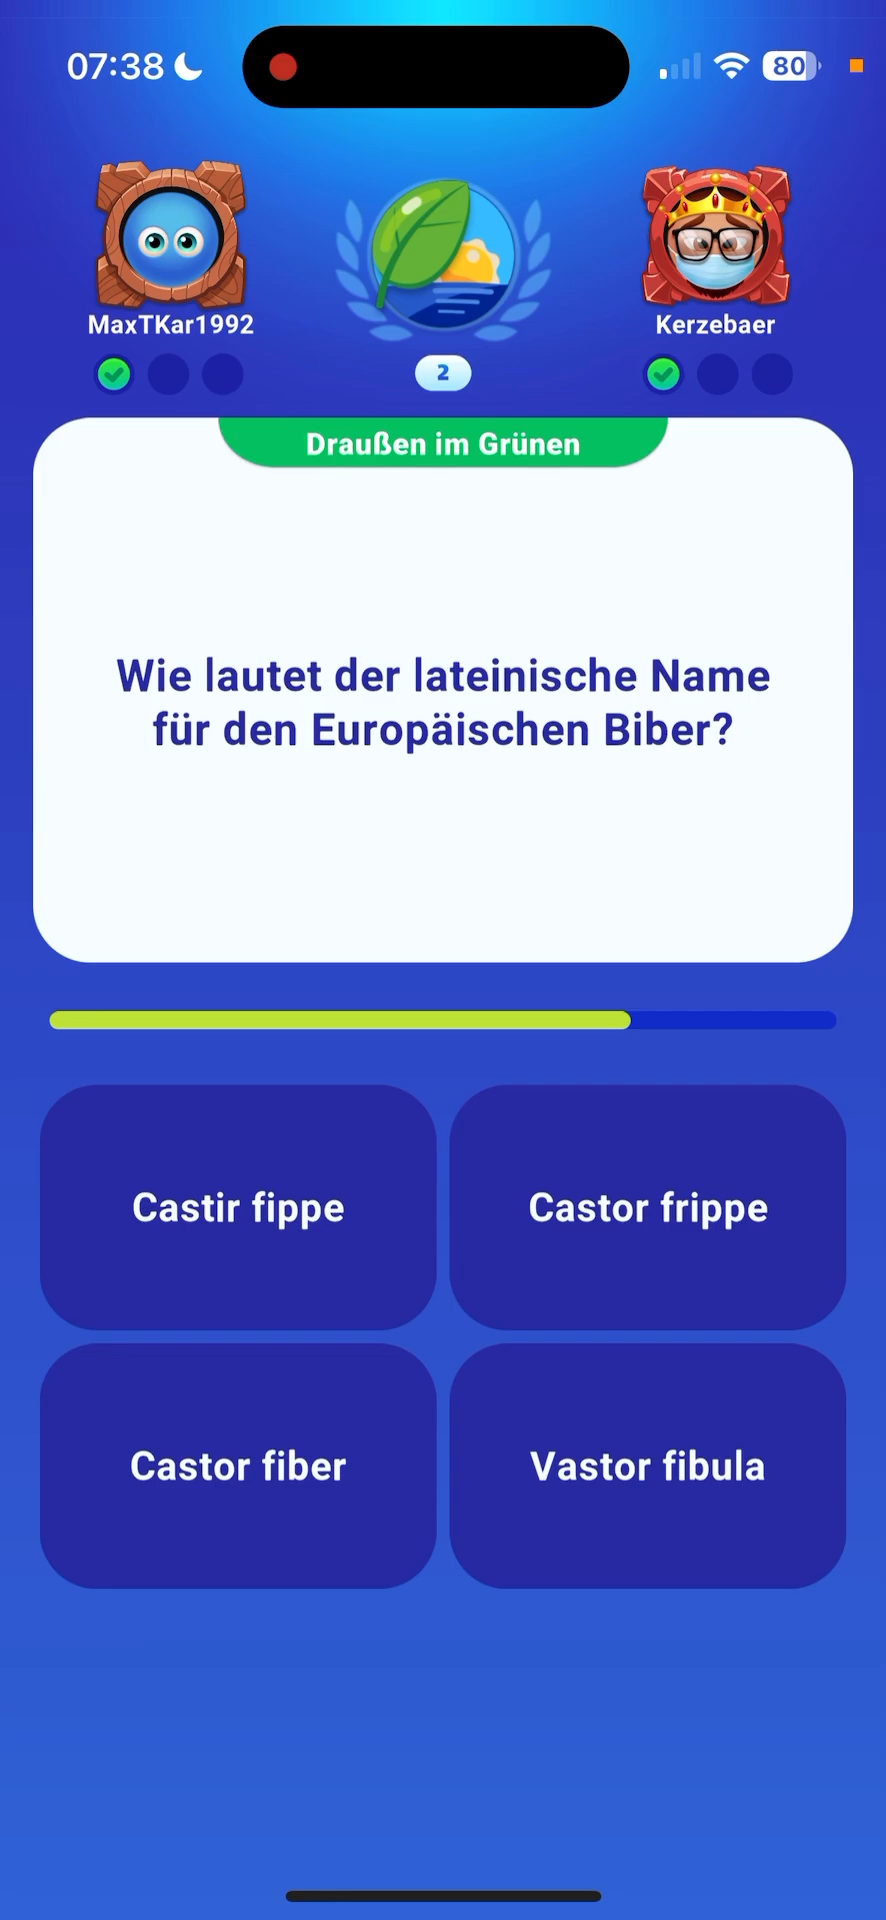 07:38
80
MaxTKar1992
Kerzebaer
2
Draußen im Grünen
Wie lautet der lateinische Name
für den Europäischen Biber?
Castir fippe
Castor frippe
Castor fiber
Vastor fibula